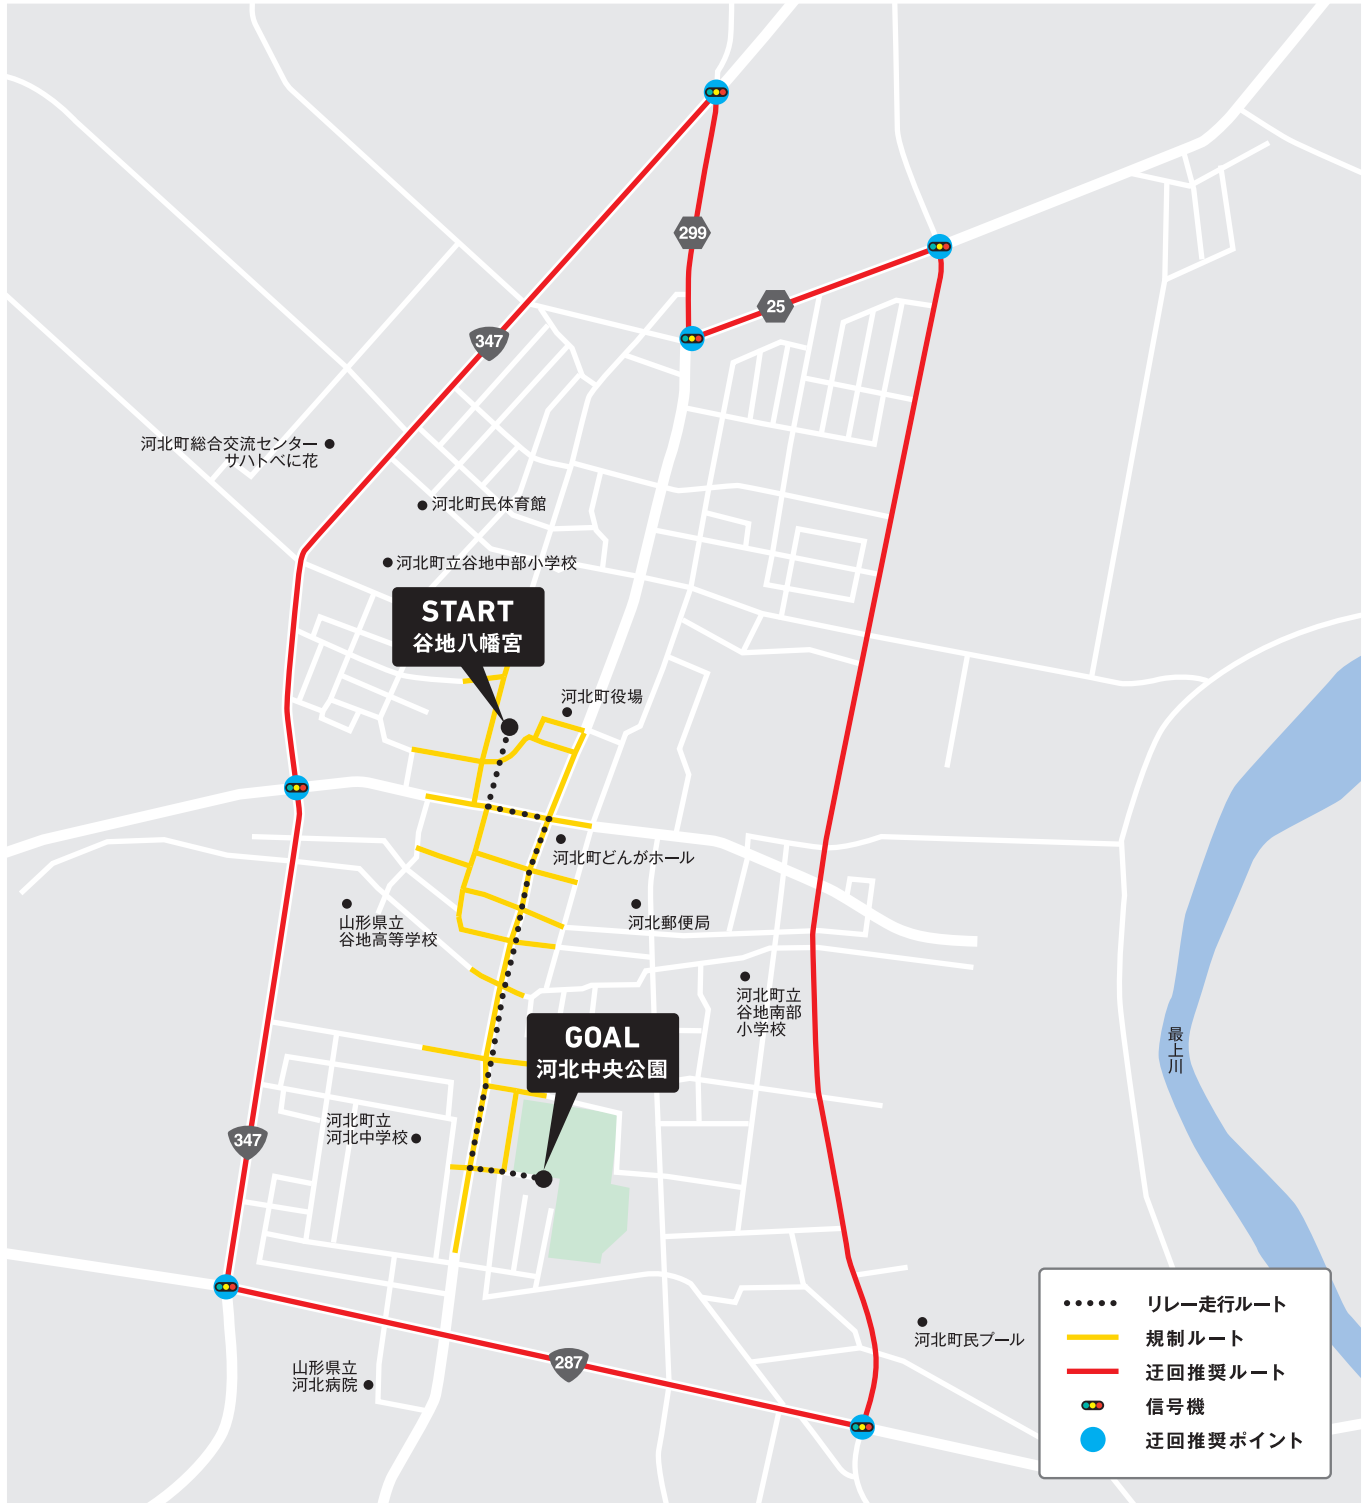 299
25
347
河北町総合交流センター
サハトべに花
河北町民体育館
河北町立谷地中部小学校
START
谷地八幡宮
河北町役場
河北町どんがホール
山形県立
谷地高等学校
河北郵便局
河北町立
谷地南部
小学校
GOAL
河北中央公園
最上川
河北町立
河北中学校
347
287
山形県立
河北病院
河北町民プール
リレー走行ルート
規制ルート
迂回推奨ルート
信号機
迂回推奨ポイント